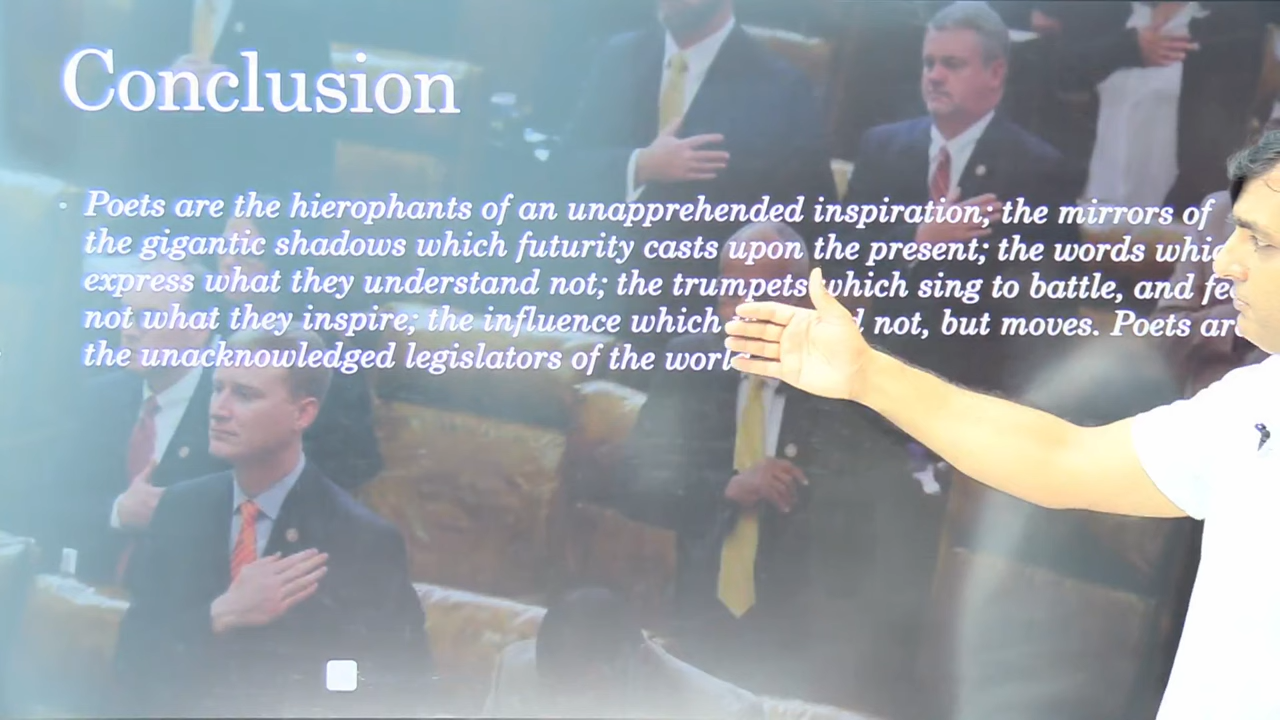 Conclusion
Poets are the hierophants of an unapprehended inspiration; the mirrors of
the gigantic shadows which futurity casts upon the present; the words
express what they understand not; the trumpets which sing to battle, and
not what they inspire; the influence which not, but moves. Poets
the unacknowledged legislators of the